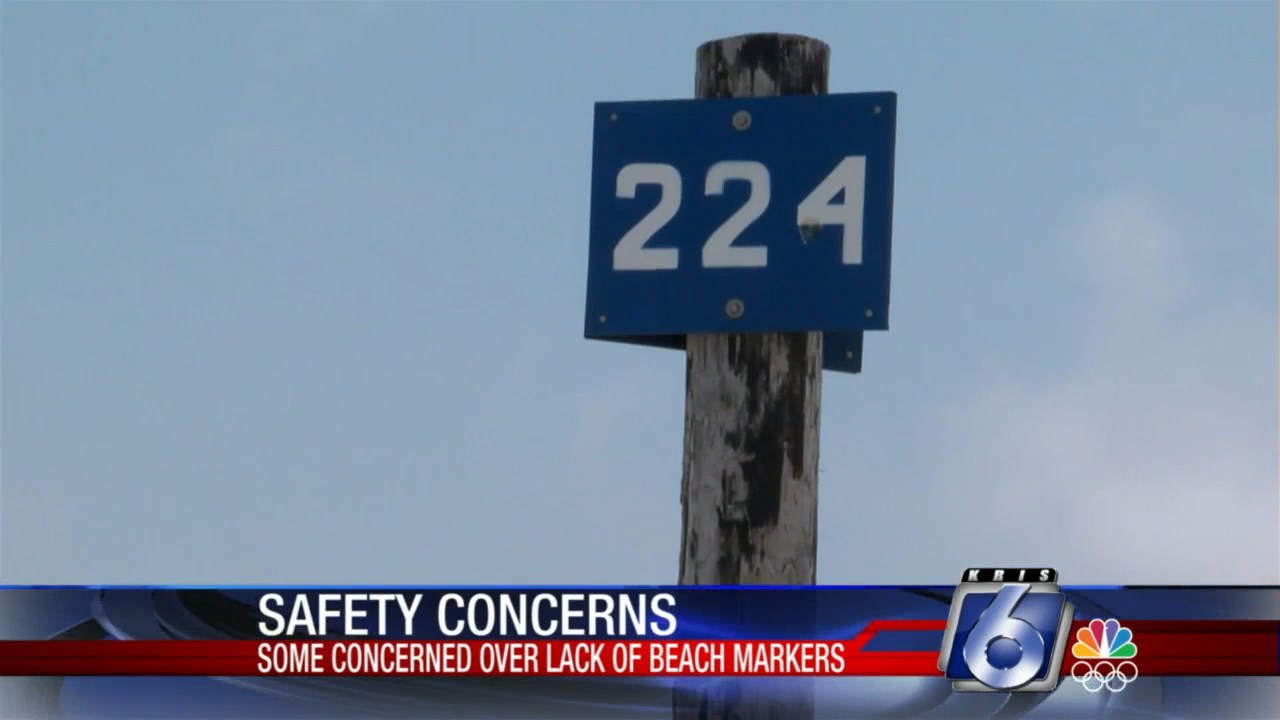 224
SAFETY CONCERNS
SOME CONCERNED OVER LACK OF BEACH MARKERS
KRIS
6